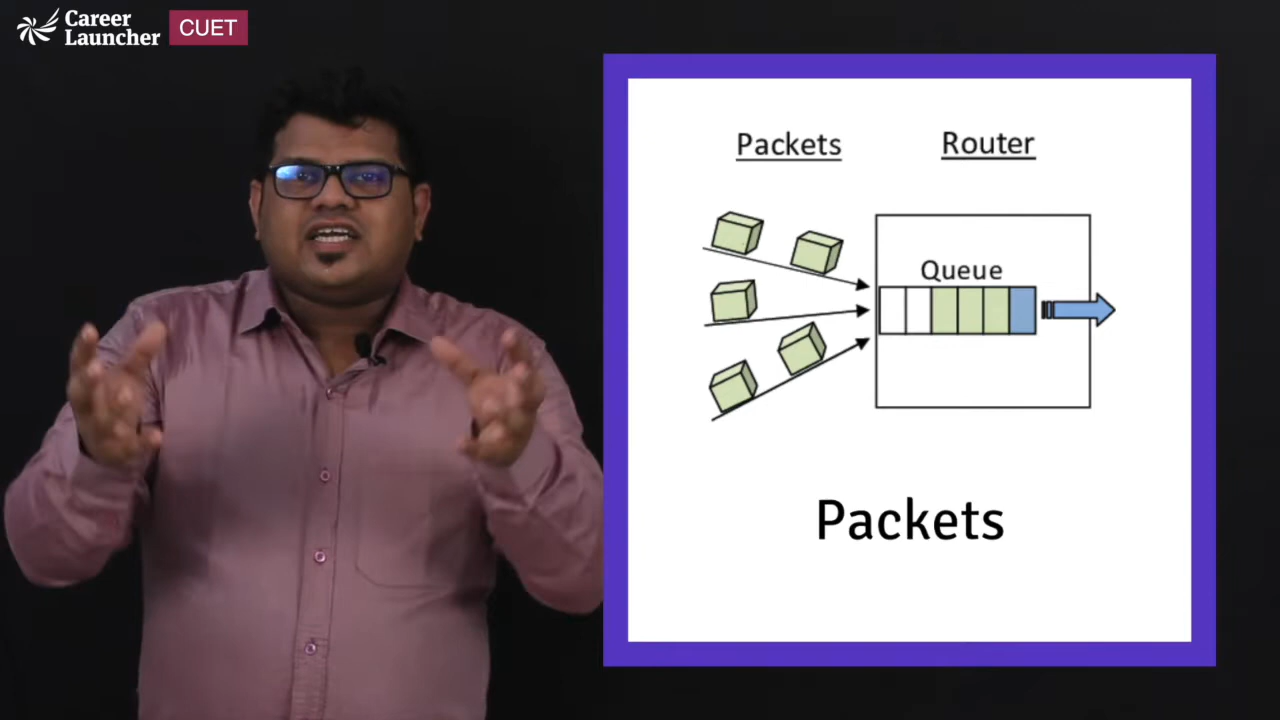 Career
Launcher
CUET
Packets
Router
Queue
Packets